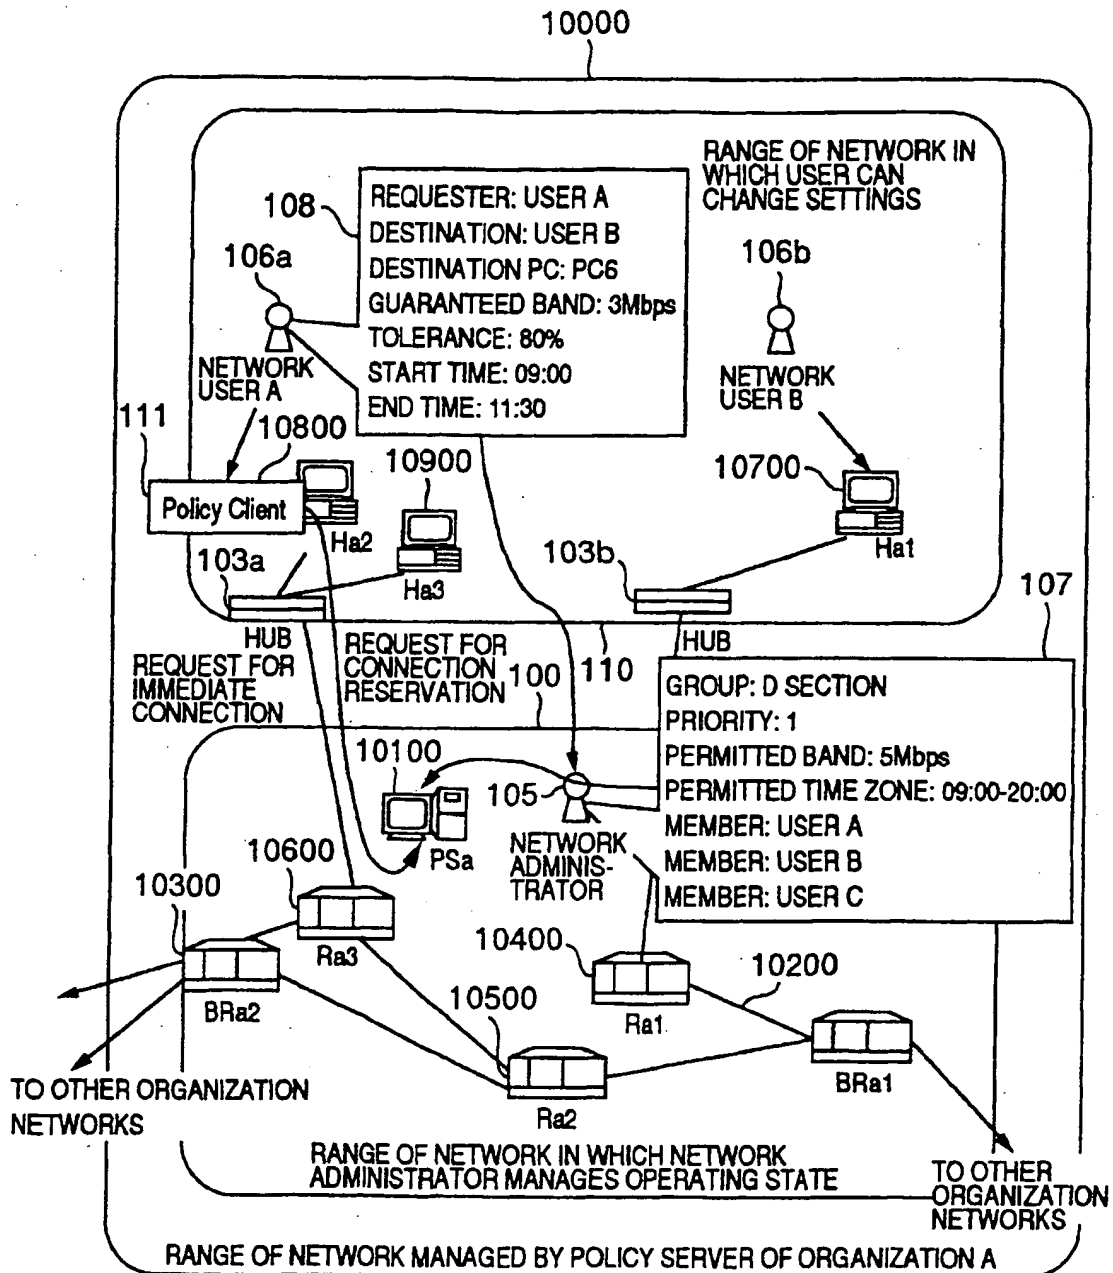 10000
RANGE OF NETWORK IN
WHICH USER CAN
CHANGE SETTINGS
108
REQUESTER: USER A
DESTINATION: USER B
DESTINATION PC: PC6
GUARANTEED BAND: 3Mbps
TOLERANCE: 80%
START TIME: 09:00
END TIME: 11:30
106a
106b
NETWORK
USER A
NETWORK
USER B
111
10800
10900
10700
Policy Client
Ha2
Ha3
Ha1
103a
103b
107
HUB
HUB
REQUEST FOR
IMMEDIATE
CONNECTION
REQUEST FOR
CONNECTION
RESERVATION
100
110
GROUP: D SECTION
PRIORITY: 1
PERMITTED BAND: 5Mbps
PERMITTED TIME ZONE: 09:00-20:00
MEMBER: USER A
MEMBER: USER B
MEMBER: USER C
10100
105
PSa
NETWORK
ADMINIS-
TRATOR
10600
10300
Ra3
BRa2
10400
10200
10500
Ra1
BRa1
Ra2
TO OTHER ORGANIZATION
NETWORKS
RANGE OF NETWORK IN WHICH NETWORK
ADMINISTRATOR MANAGES OPERATING STATE
TO OTHER
ORGANIZATION
NETWORKS
RANGE OF NETWORK MANAGED BY POLICY SERVER OF ORGANIZATION A